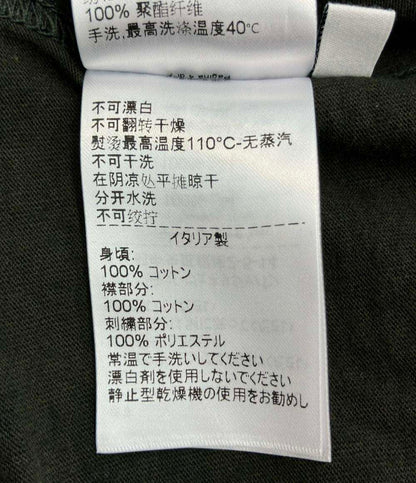 100% 聚酯纤维
手洗,最高洗涤温度40℃
不可漂白
不可翻转干燥
熨烫最高温度110°C-无蒸汽
不可干洗
在阴凉处平摊晾干
分开水洗
不可绞拧
イタリア製
身頃:
100% コットン
襟部分:
100% コットン
刺繍部分:
100% ポリエステル
常温で手洗いしてください
漂白剤を使用しないでください
静止型乾燥機の使用をお勧めし